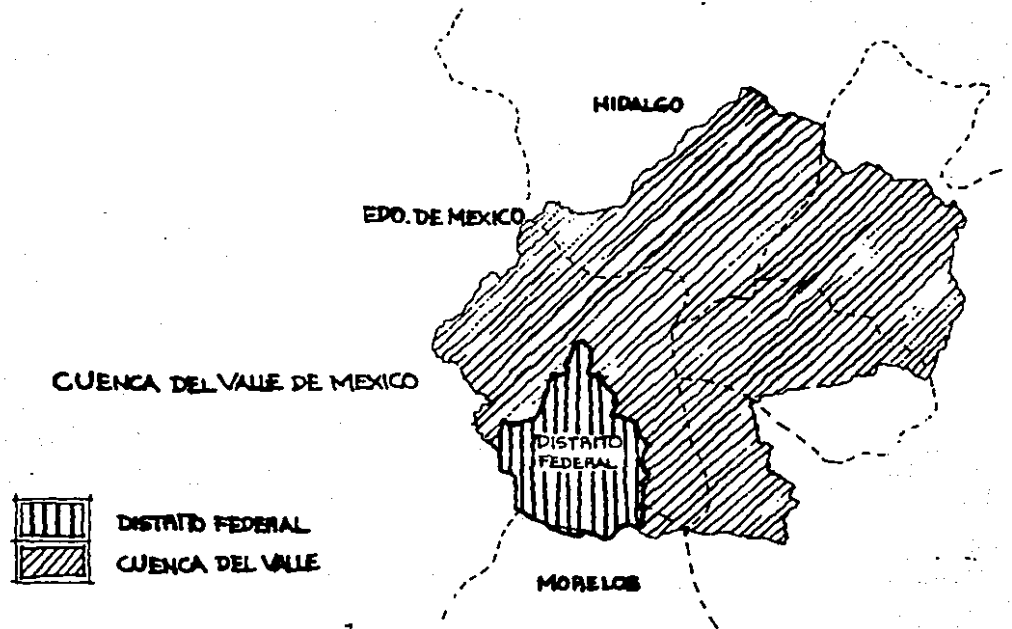 HIDALGO
EDO. DE MEXICO
CUENCA DEL VALLE DE MEXICO
DISTRITO
FEDERAL
DISTRITO FEDERAL
CUENCA DEL VALLE
MORELOS